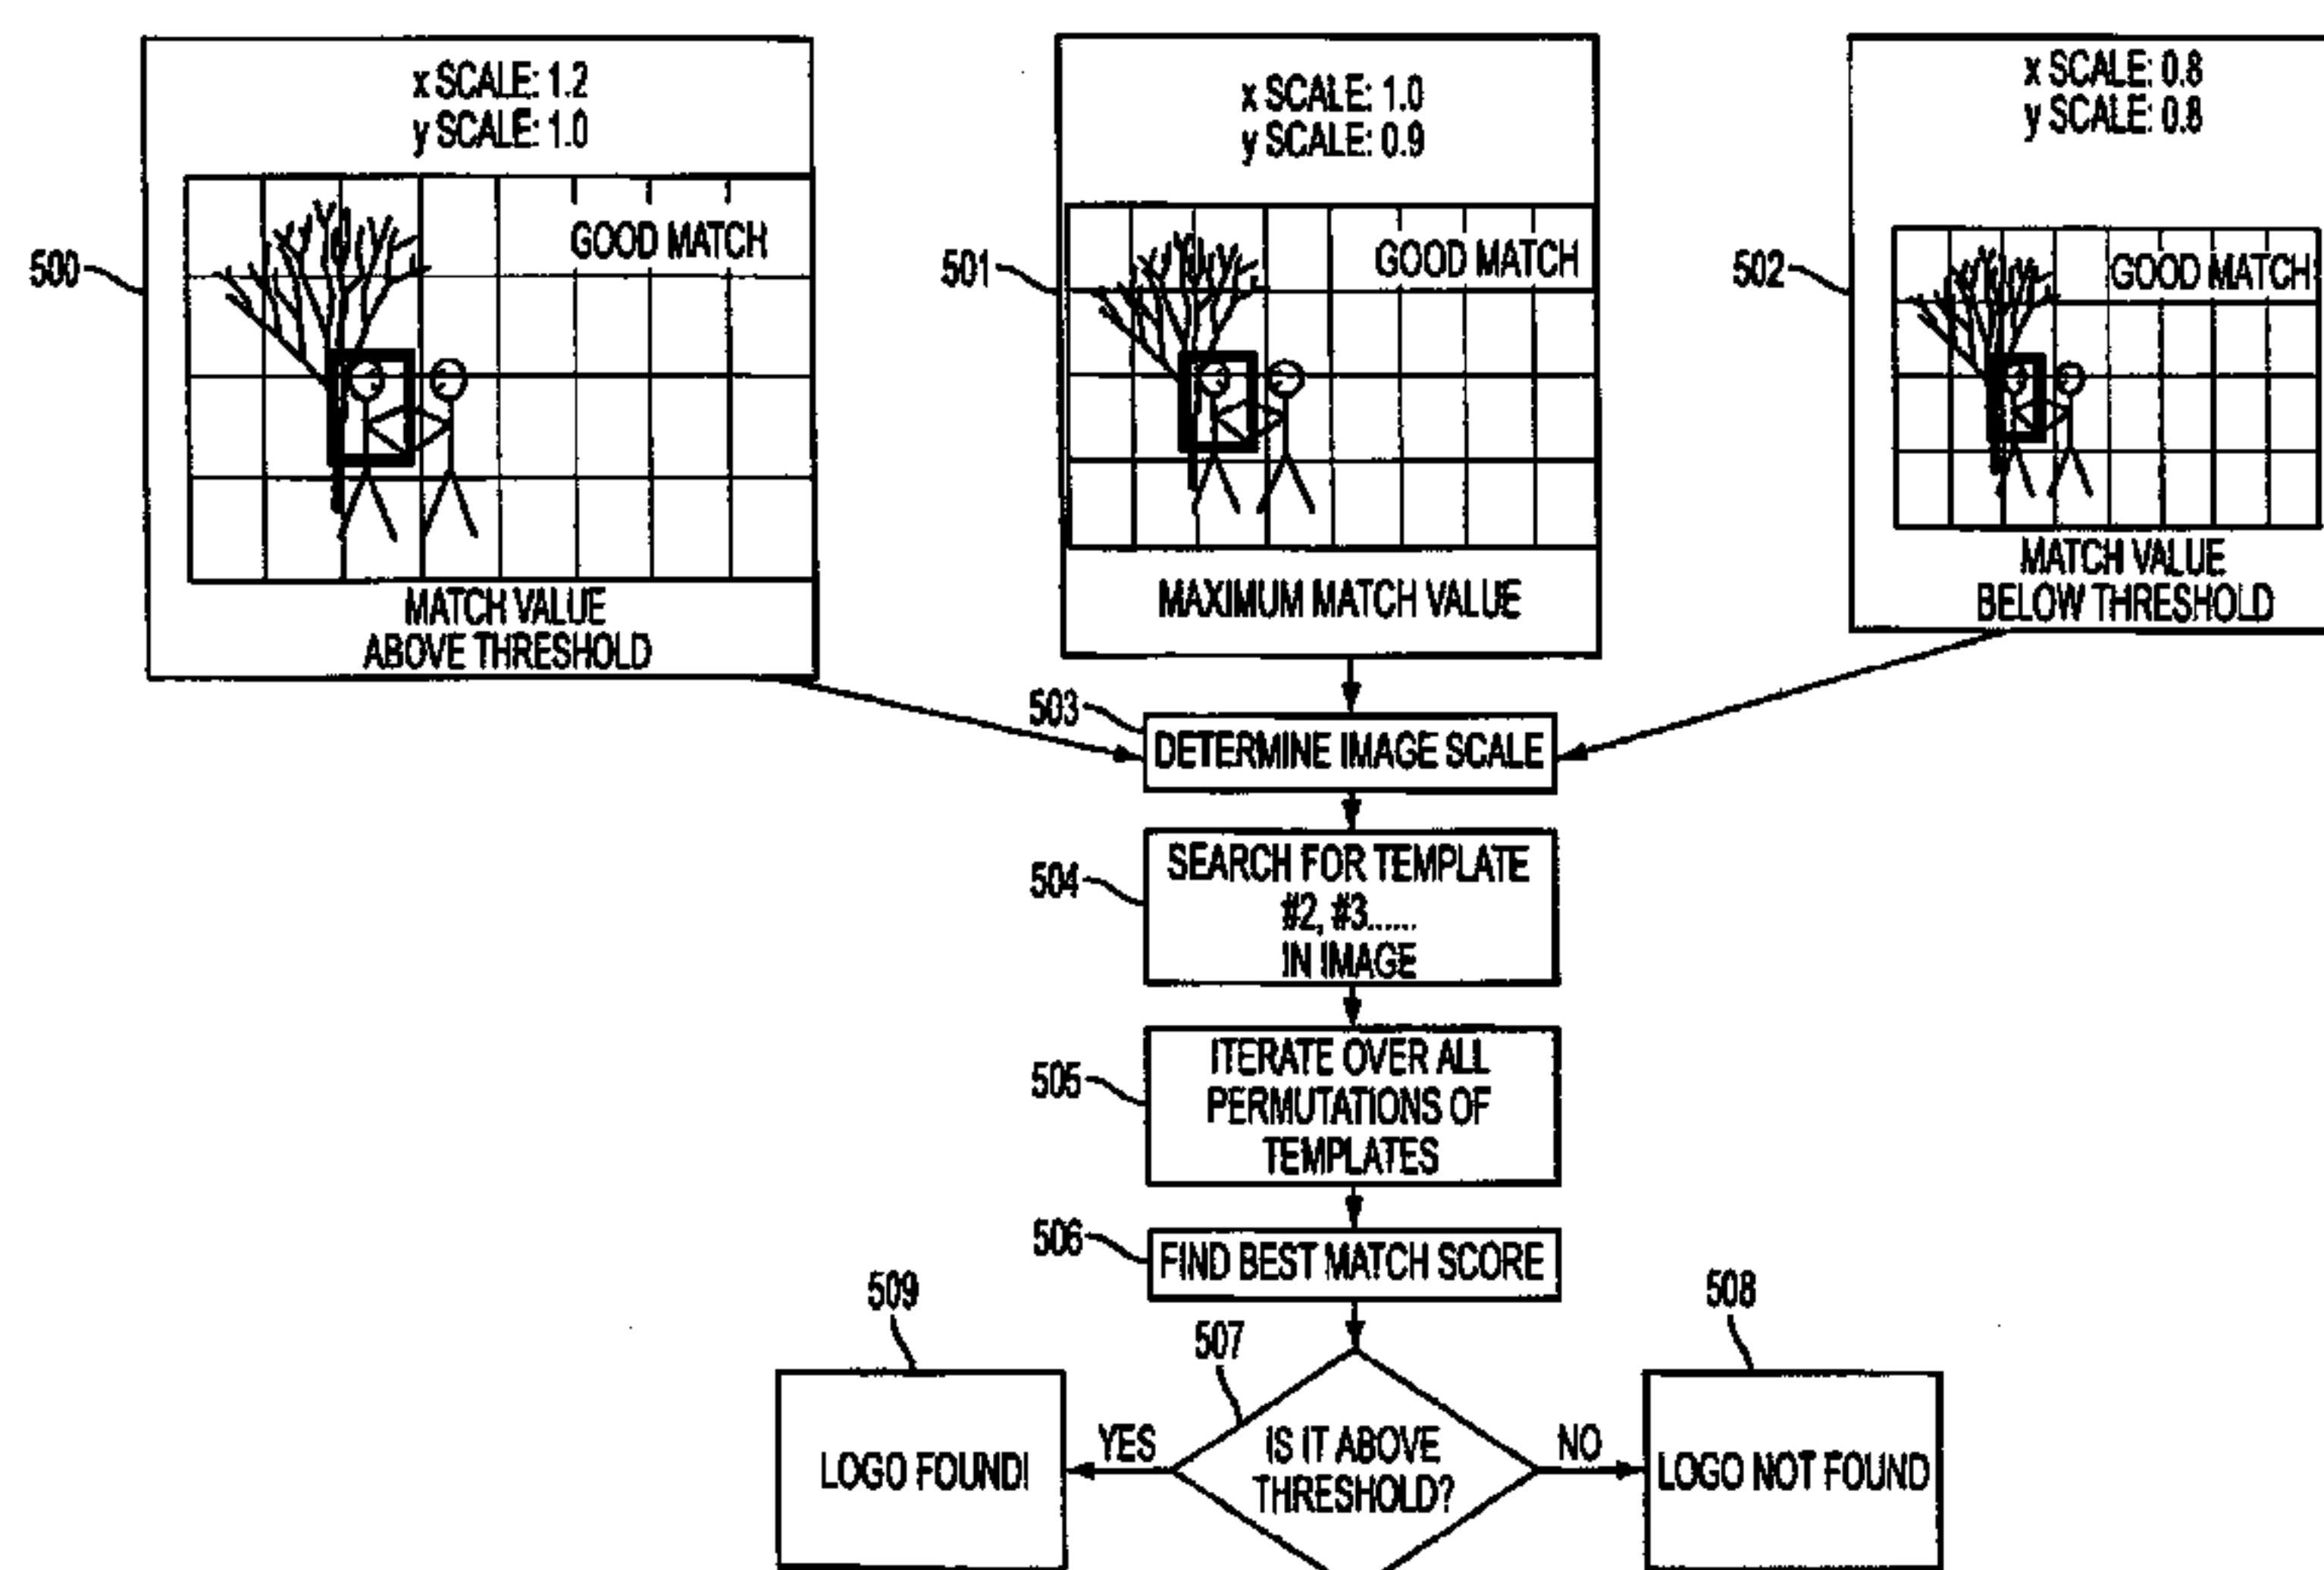 x SCALE: 1.2
y SCALE: 1.0
500
GOOD MATCH
MATCH VALUE
ABOVE THRESHOLD
x SCALE: 1.0
y SCALE: 0.9
501
GOOD MATCH
MAXIMUM MATCH VALUE
x SCALE: 0.8
y SCALE: 0.8
502
GOOD MATCH
MATCH VALUE
BELOW THRESHOLD
503
DETERMINE IMAGE SCALE
504
SEARCH FOR TEMPLATE
#2, #3......
IN IMAGE
505
ITERATE OVER ALL
PERMUTATIONS OF
TEMPLATES
506
FIND BEST MATCH SCORE
509
LOGO FOUND!
YES
507
IS IT ABOVE
THRESHOLD?
NO
508
LOGO NOT FOUND